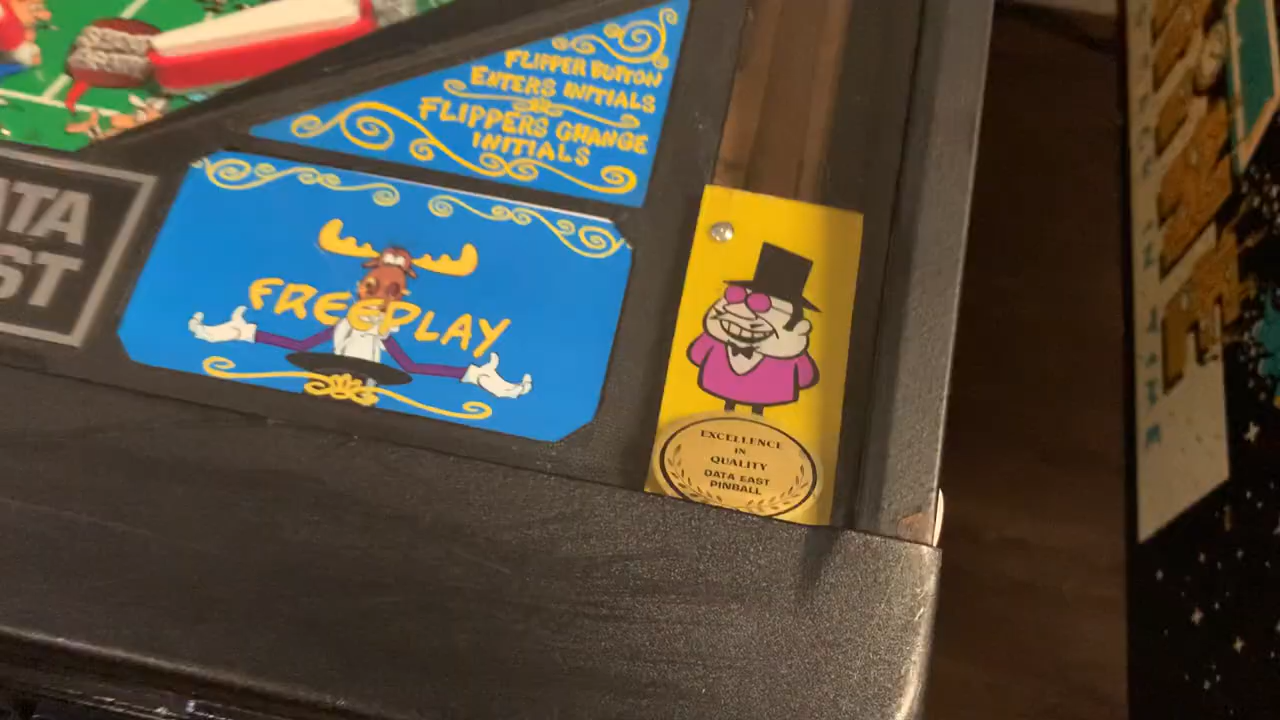 FLIPPER BUTTON
ENTERS INITIALS
FLIPPERS CHANGE
INITIALS
FREEPLAY
EXCELLENCE
IN
QUALITY
DATA EAST
PINBALL